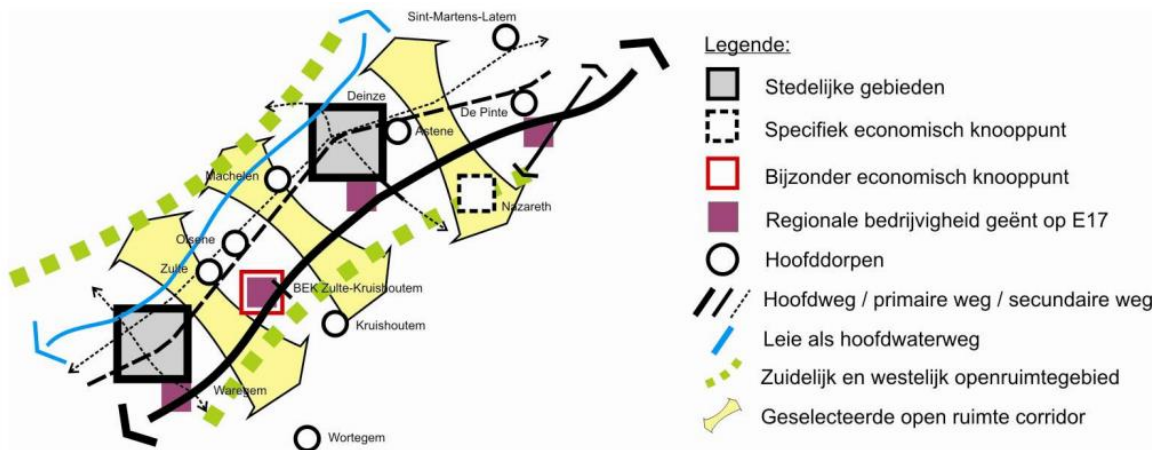 Sint-Martens-Latem
Deinze
De Pinte
Astene
Machelen
Nazareth
Olsene
Zulte
BEK Zulte-Kruishoutem
Kruishoutem
Waregem
Wortegem
Legende:
Stedelijke gebieden
Specifiek economisch knooppunt
Bijzonder economisch knooppunt
Regionale bedrijvigheid geënt op E17
Hoofddorpen
Hoofdweg / primaire weg / secundaire weg
Leie als hoofdwaterweg
Zuidelijk en westelijk openruimtegebied
Geselecteerde open ruimte corridor